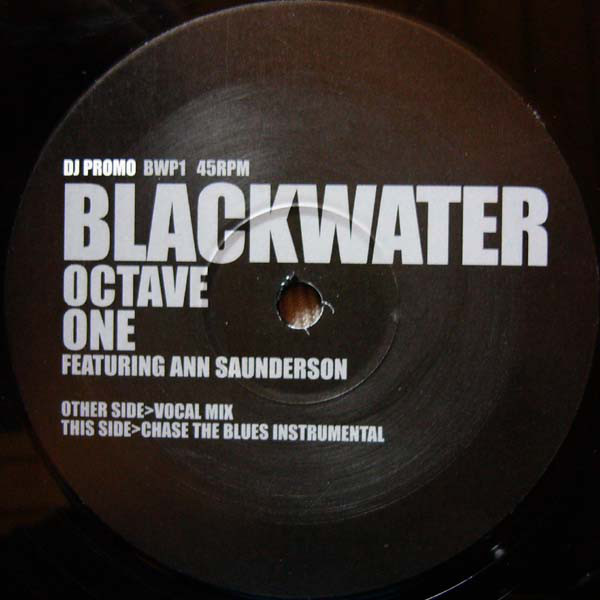 DJ PROMO BWP1 45RPM
BLACKWATER
OCTAVE
ONE
FEATURING ANN SAUNDERSON
OTHER SIDE>VOCAL MIX
THIS SIDE>CHASE THE BLUES INSTRUMENTAL